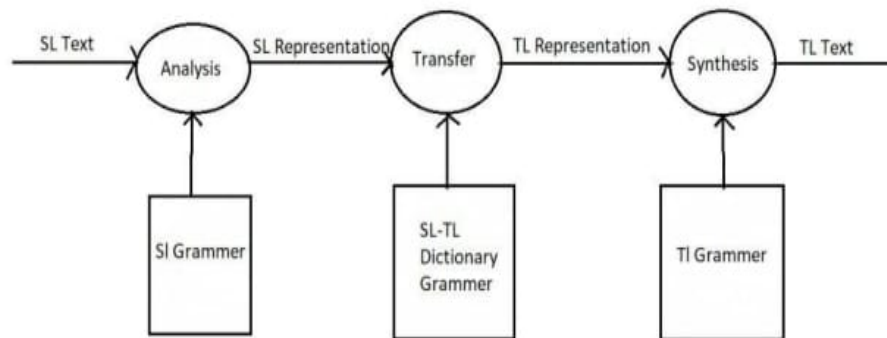 SL Text
SL Representation
TL Representation
TL Text
Analysis
Transfer
Synthesis
Sl Grammer
SL-TL
Dictionary
Grammer
Tl Grammer